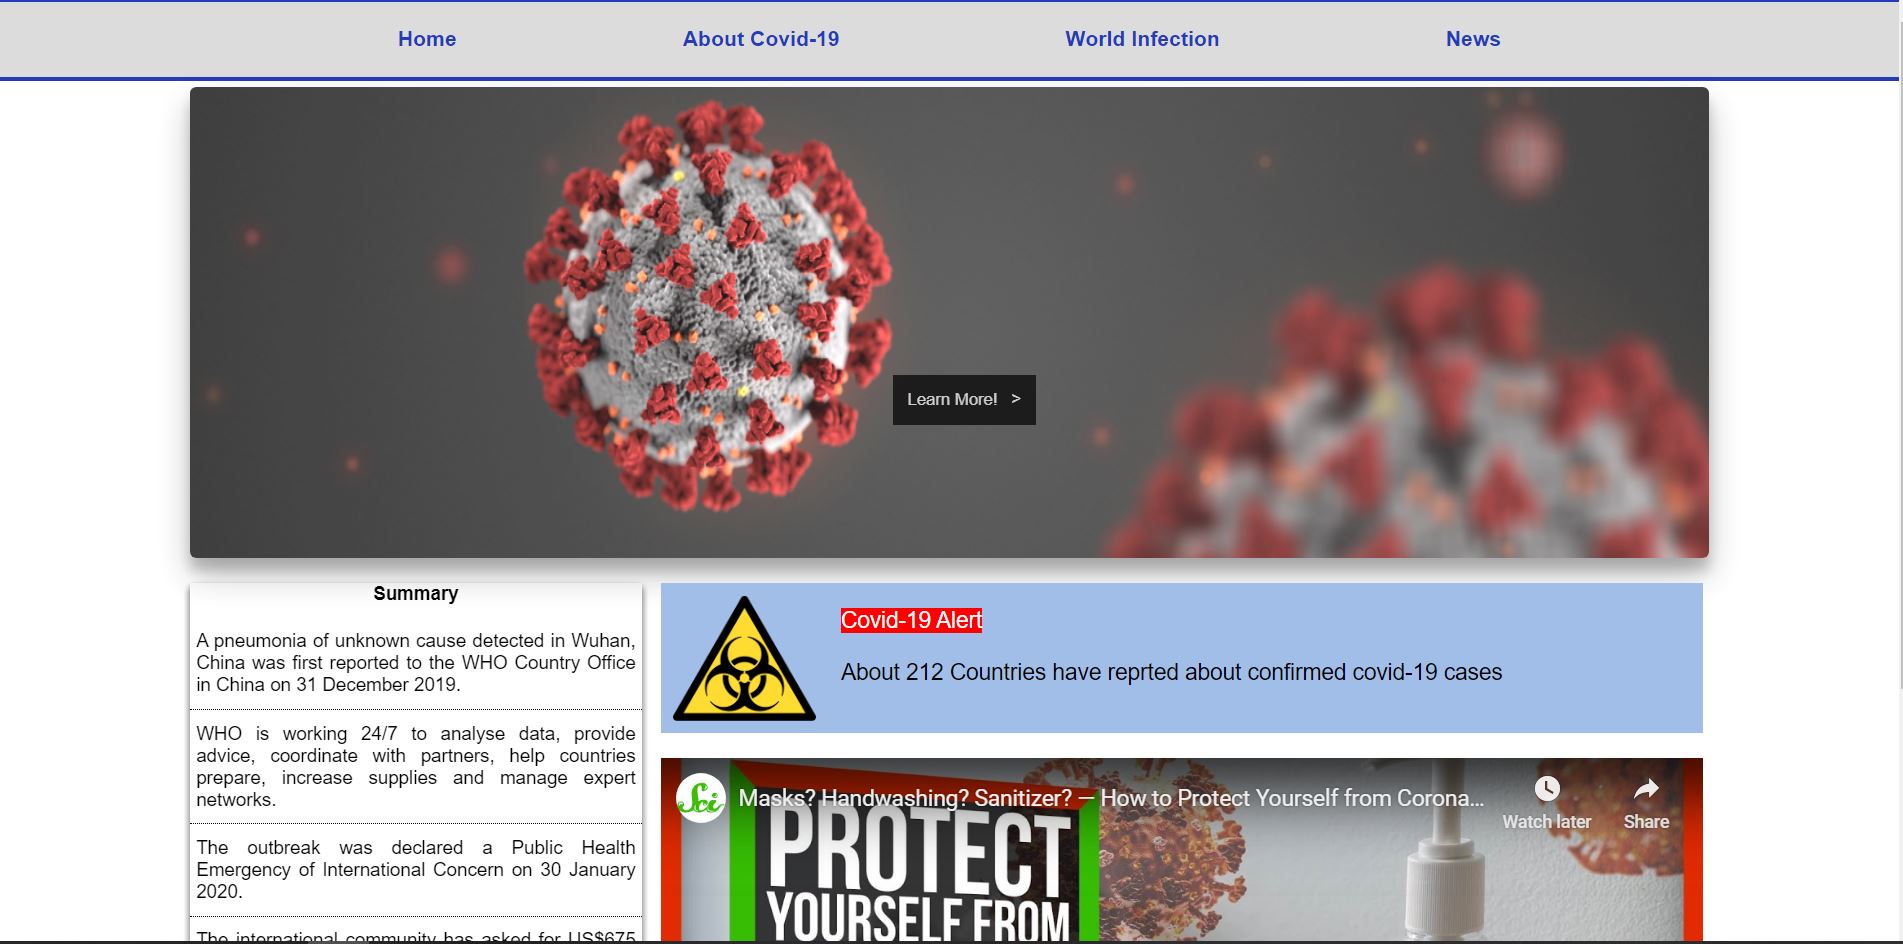 Home About Covid-19 World Infection News
Learn More! >
Summary
A pneumonia of unknown cause detected in Wuhan,
China was first reported to the WHO Country Office
in China on 31 December 2019.
WHO is working 24/7 to analyse data, provide
advice, coordinate with partners, help countries
prepare, increase supplies and manage expert
networks.
The outbreak was declared a Public Health
Emergency of International Concern on 30 January
2020.
The international community has asked for US$675
Covid-19 Alert
About 212 Countries have reprted about confirmed covid-19 cases
Sci
Masks? Handwashing? Sanitizer? — How to Protect Yourself from Corona...
Watch later
Share
PROTECT
YOURSELF FROM